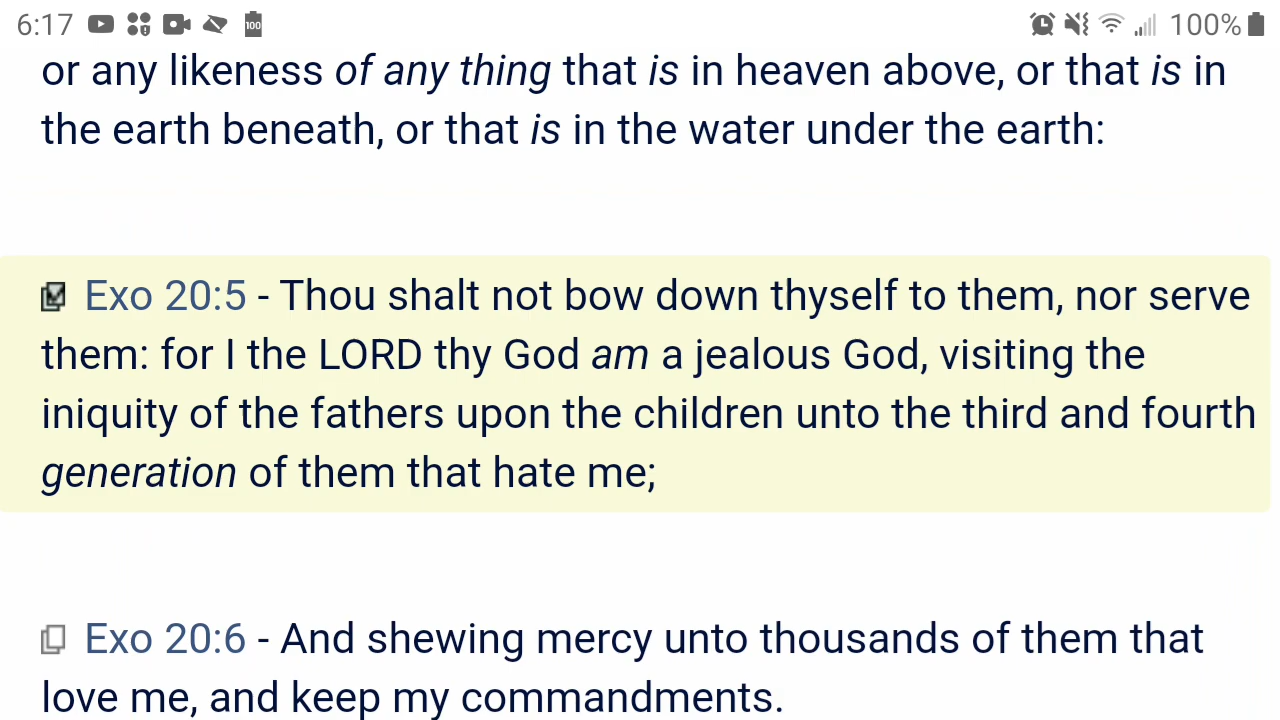 6:17 100 100%
or any likeness of any thing that is in heaven above, or that is in
the earth beneath, or that is in the water under the earth:
Exo 20:5 - Thou shalt not bow down thyself to them, nor serve
them: for I the LORD thy God am a jealous God, visiting the
iniquity of the fathers upon the children unto the third and fourth
generation of them that hate me;
Exo 20:6 - And shewing mercy unto thousands of them that
love me, and keep my commandments.